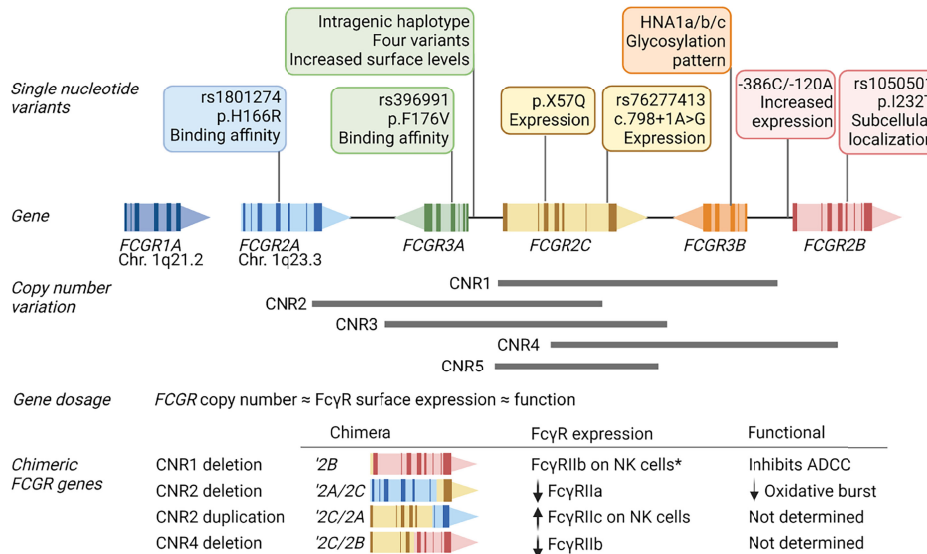 Single nucleotide
variants
Intragenic haplotype
Four variants
Increased surface levels
HNA1a/b/c
Glycosylation
pattern
rs1801274
p.H166R
Binding affinity
rs396991
p.F176V
Binding affinity
p.X57Q
Expression
rs76277413
c.798+1A>G
Expression
-386C/-120A
Increased
expression
rs1050501
p.I232T
Subcellular
localization
Gene
FCGR1A
Chr. 1q21.2
FCGR2A
Chr. 1q23.3
FCGR3A
FCGR2C
FCGR3B
FCGR2B
Copy number
variation
CNR1
CNR2
CNR3
CNR4
CNR5
Gene dosage
FCGR copy number ≈ FcγR surface expression ≈ function
Chimera FcγR expression Functional
Chimeric
FCGR genes
CNR1 deletion '2B FcγRIIb on NK cells* Inhibits ADCC
CNR2 deletion '2A/2C ↓ FcγRIIa ↓ Oxidative burst
CNR2 duplication '2C/2A ↑ FcγRIIc on NK cells Not determined
CNR4 deletion '2C/2B ↓ FcγRIIb Not determined